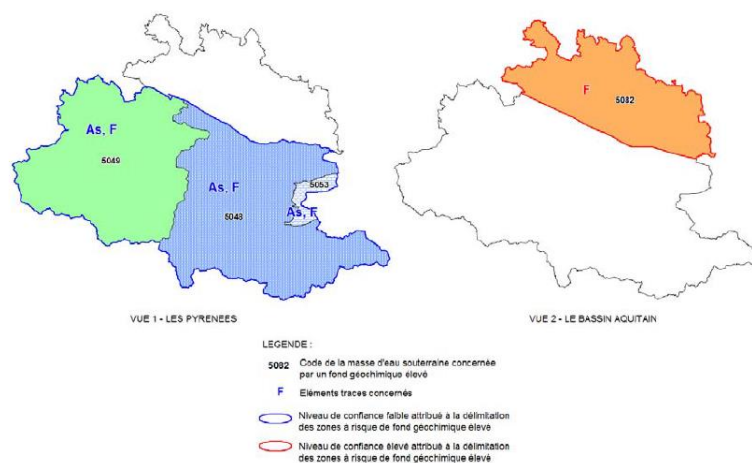 As, F
5049
As, F
5048
5053
As, F
VUE 1 - LES PYRENEES
F
5082
VUE 2 - LE BASSIN AQUITAIN
LEGENDE :
5082 Code de la masse d'eau souterraine concernée
par un fond géochimique élevé
F Eléments traces concernés
Niveau de confiance faible attribué à la délimitation
des zones à risque de fond géochimique élevé
Niveau de confiance élevé attribué à la délimitation
des zones à risque de fond géochimique élevé